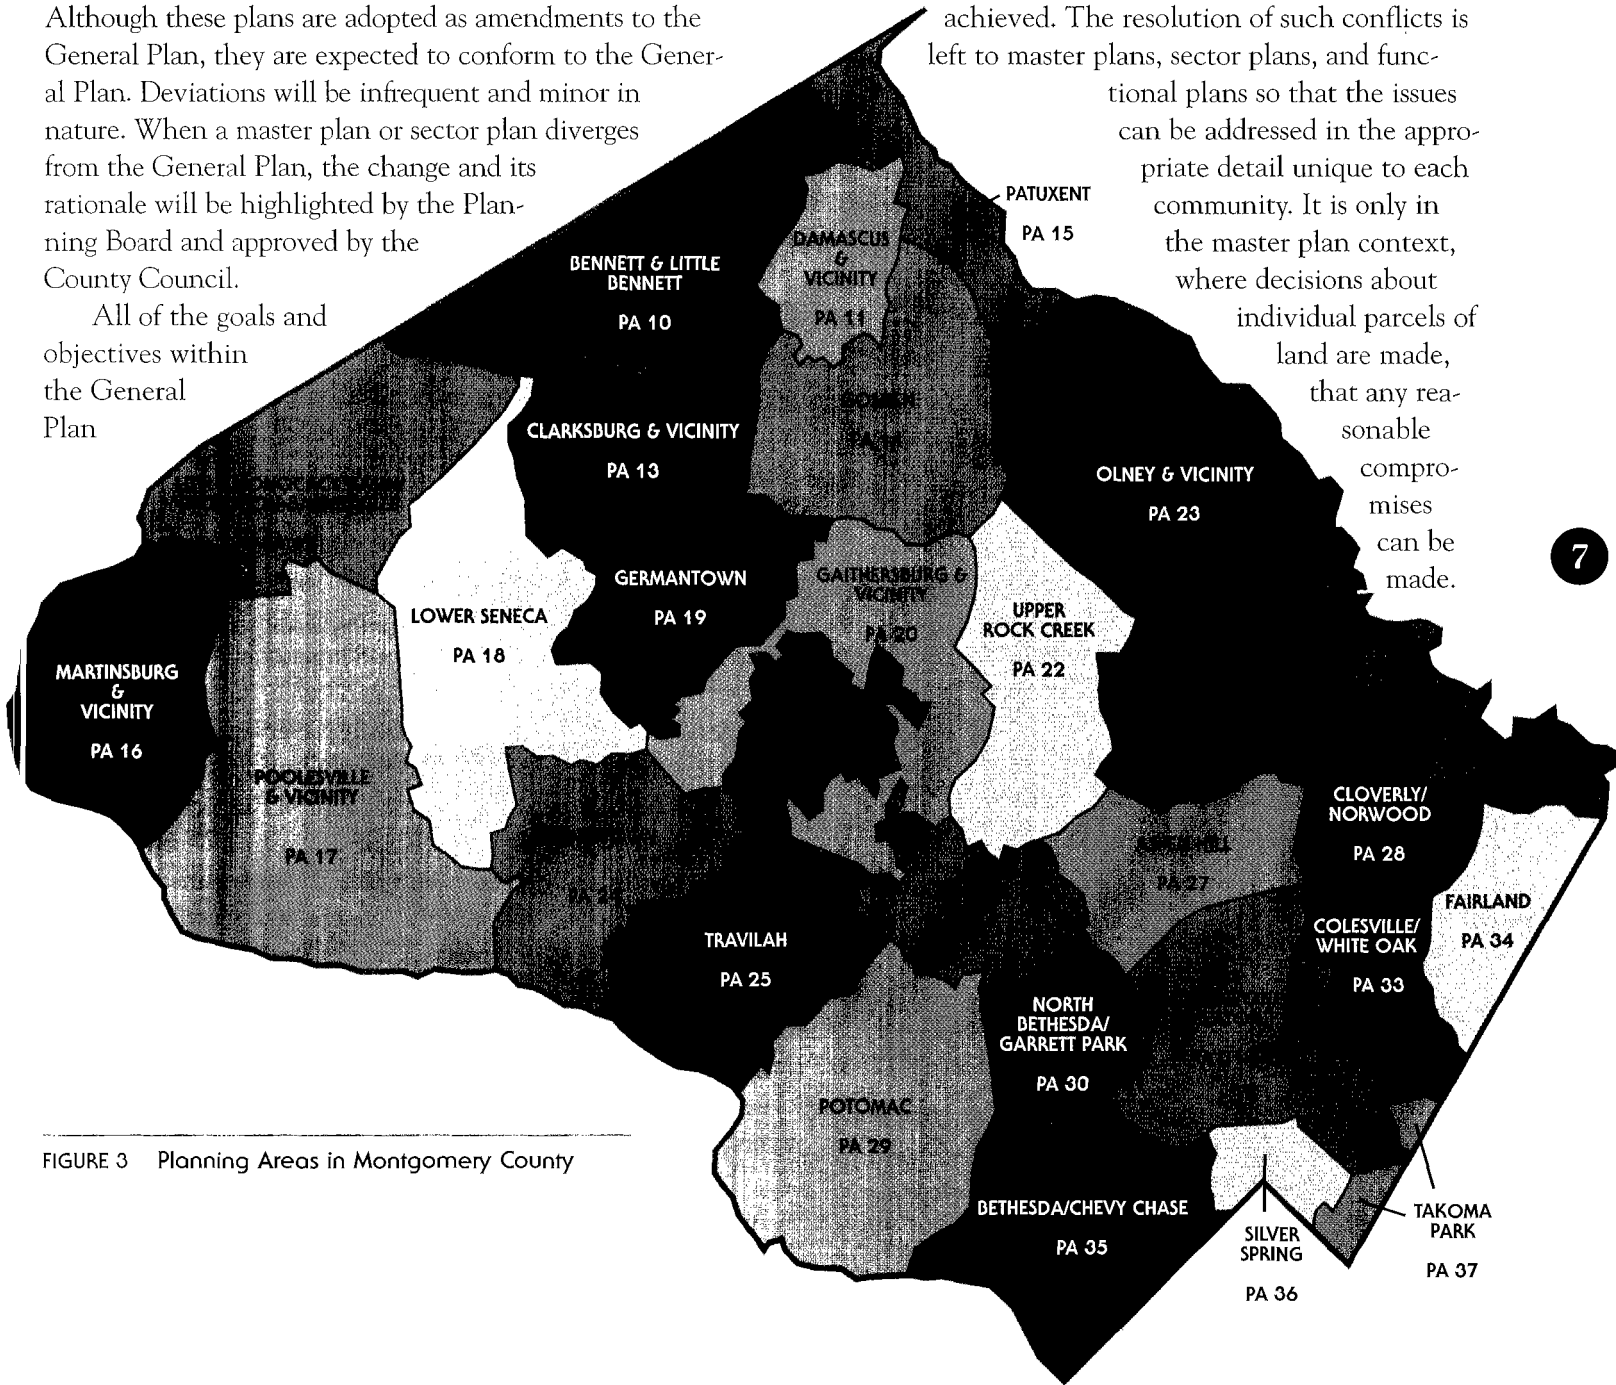 Although these plans are adopted as amendments to the
General Plan, they are expected to conform to the Gener-
al Plan. Deviations will be infrequent and minor in
nature. When a master plan or sector plan diverges
from the General Plan, the change and its
rationale will be highlighted by the Plan-
ning Board and approved by the
County Council.
All of the goals and
objectives within
the General
Plan
achieved. The resolution of such conflicts is
left to master plans, sector plans, and func-
tional plans so that the issues
can be addressed in the appro-
priate detail unique to each
community. It is only in
the master plan context,
where decisions about
individual parcels of
land are made,
that any rea-
sonable
compro-
mises
can be
made.
7
PATUXENT
PA 15
DAMASCUS
&
VICINITY
PA 11
BENNETT & LITTLE
BENNETT
PA 10
CLARKSBURG & VICINITY
PA 13
OLNEY & VICINITY
PA 23
GERMANTOWN
PA 19
GAITHERSBURG &
VICINITY
PA 20
LOWER SENECA
PA 18
UPPER
ROCK CREEK
PA 22
MARTINSBURG
&
VICINITY
PA 16
POOLESVILLE
& VICINITY
PA 17
CLOVERLY/
NORWOOD
PA 28
PA 27
FAIRLAND
PA 34
COLESVILLE/
WHITE OAK
PA 33
TRAVILAH
PA 25
NORTH
BETHESDA/
GARRETT PARK
PA 30
POTOMAC
PA 29
BETHESDA/CHEVY CHASE
PA 35
SILVER
SPRING
PA 36
TAKOMA
PARK
PA 37
FIGURE 3 Planning Areas in Montgomery County